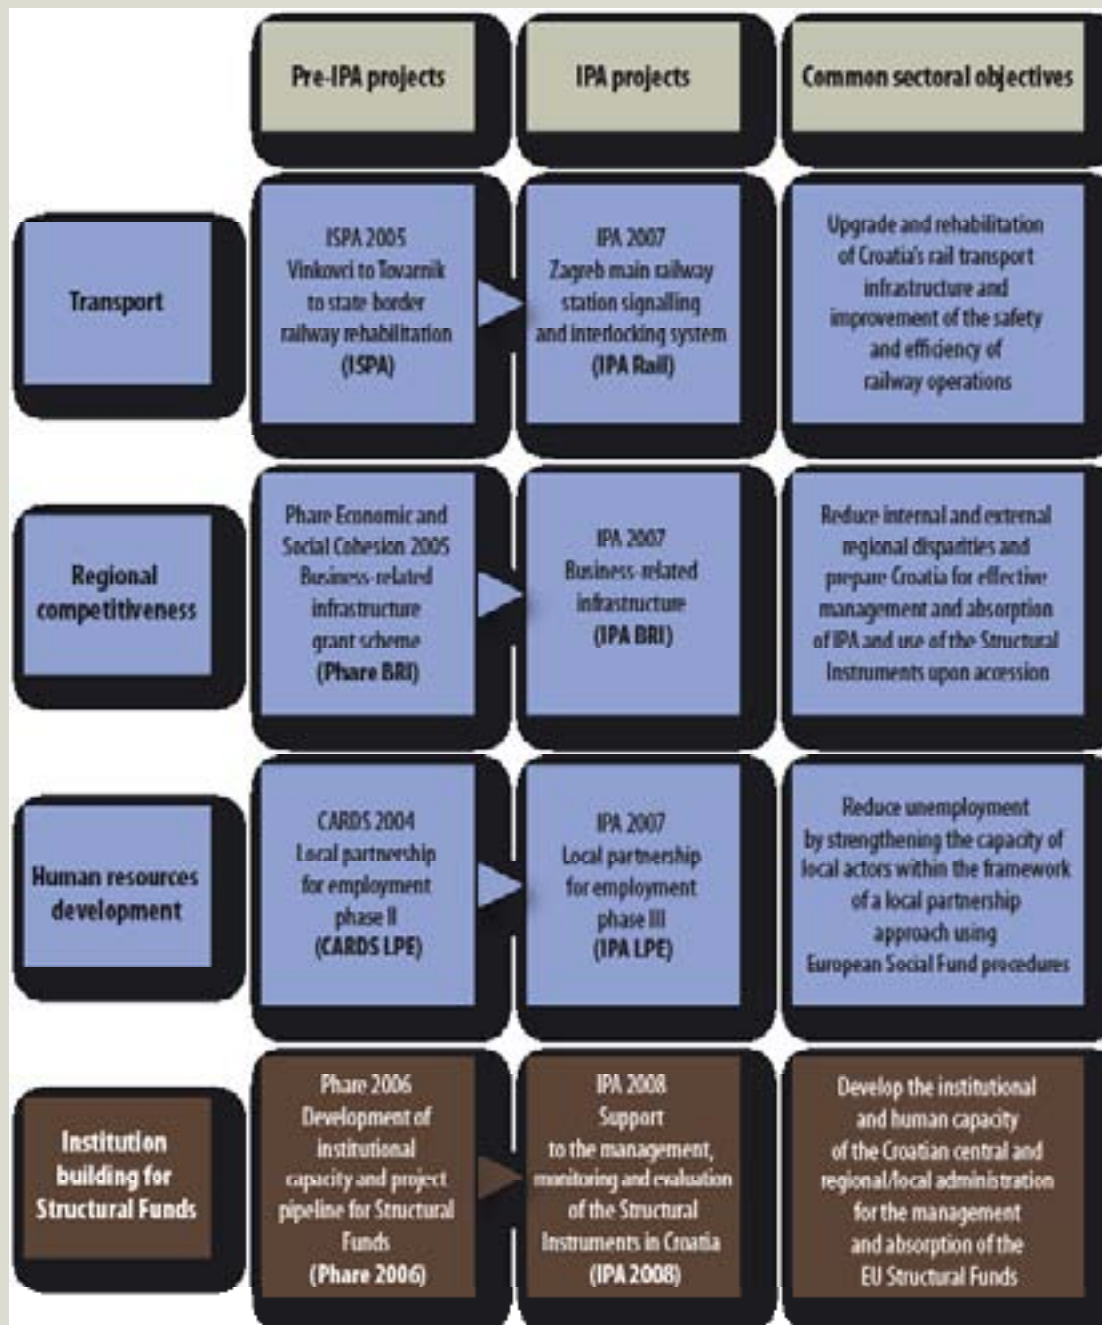 Pre-IPA projects
IPA projects
Common sectoral objectives
Transport
ISPA 2005
Vinkovci to Tovarnik
to state border
railway rehabilitation
(ISPA)
IPA 2007
Zagreb main railway
station signalling
and interlocking system
(IPA Rail)
Upgrade and rehabilitation
of Croatia's rail transport
infrastructure and
improvement of the safety
and efficiency of
railway operations
Regional
competitiveness
Phare Economic and
Social Cohesion 2005
Business-related
infrastructure
grant scheme
(Phare BRI)
IPA 2007
Business-related
infrastructure
(IPA BRI)
Reduce internal and external
regional disparities and
prepare Croatia for effective
management and absorption
of IPA and use of the Structural
Instruments upon accession
Human resources
development
CARDS 2004
Local partnership
for employment
phase II
(CARDS LPE)
IPA 2007
Local partnership
for employment
phase III
(IPA LPE)
Reduce unemployment
by strengthening the capacity of
local actors within the framework
of a local partnership
approach using
European Social Fund procedures
Institution
building for
Structural Funds
Phare 2006
Development of
institutional
capacity and project
pipeline for Structural
Funds
(Phare 2006)
IPA 2008
Support
to the management,
monitoring and evaluation
of the Structural
Instruments in Croatia
(IPA 2008)
Develop the institutional
and human capacity
of the Croatian central and
regional/local administration
for the management
and absorption of the
EU Structural Funds